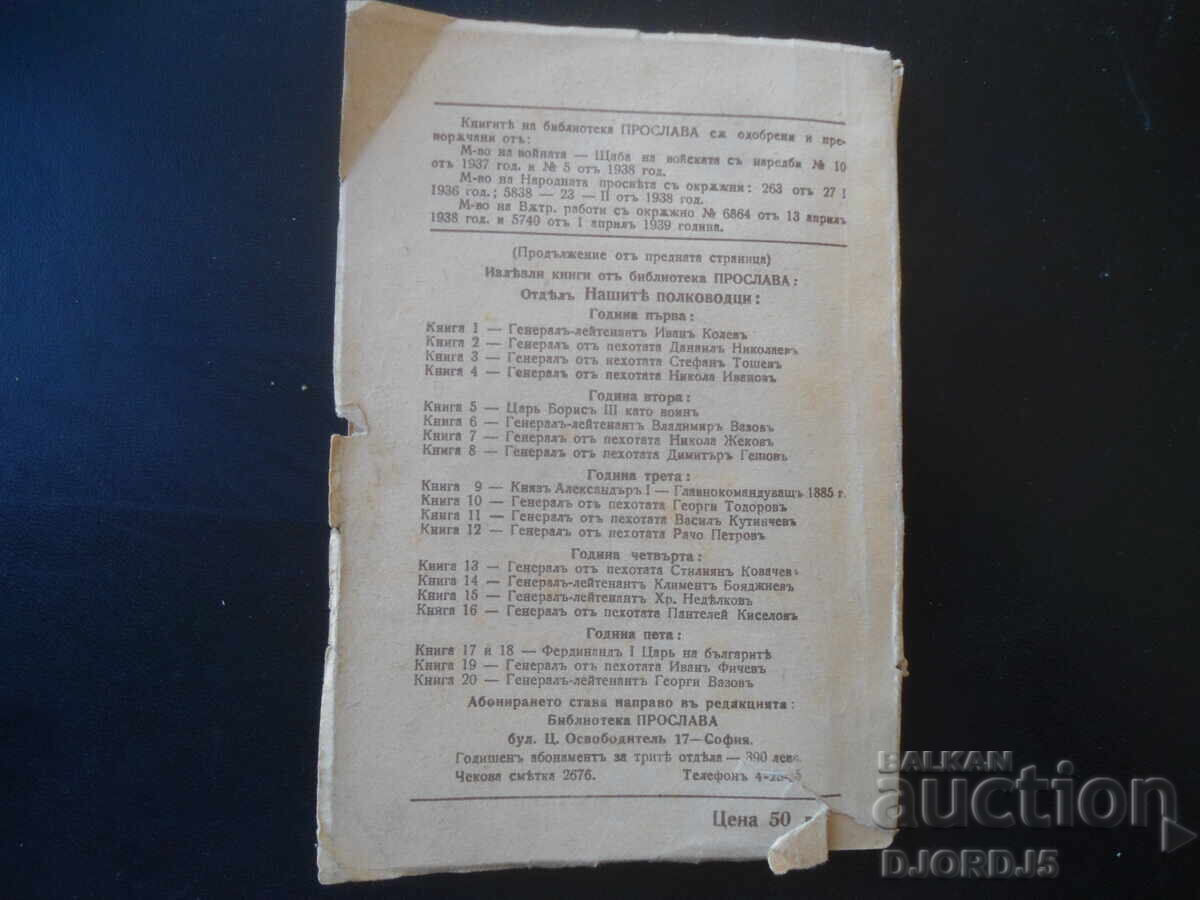 Книгитѣ на библиотека ПРОСЛАВА сѫ одобрени и пре-
порѫчани отъ:
М-во на войната — Щаба на войската съ наредби № 10
отъ 1937 год. и № 5 отъ 1938 год.
М-во на Народната просвѣта съ окрѫжни: 263 отъ 27 I
1936 год.; 5838 — 23 — II отъ 1938 год.
М-во на Вѫтр. работи съ окрѫжно № 6864 отъ 13 априлъ
1938 год. и 5740 отъ I априлъ 1939 година.
(Продължение отъ предната страница)
Излѣзли книги отъ библиотека ПРОСЛАВА:
Отдѣлъ Нашитѣ полководци:
Година първа:
Книга 1 — Генералъ-лейтенантъ Иванъ Колевъ
Книга 2 — Генералъ отъ пехотата Данаилъ Николаевъ
Книга 3 — Генералъ отъ пехотата Стефанъ Тошевъ
Книга 4 — Генералъ отъ пехотата Никола Ивановъ
Година втора:
Книга 5 — Царь Борисъ III като воинъ
Книга 6 — Генералъ-лейтенантъ Владимиръ Вазовъ
Книга 7 — Генералъ отъ пехотата Никола Жековъ
Книга 8 — Генералъ отъ пехотата Димитъръ Гешовъ
Година трета:
Книга 9 — Князъ Александъръ I — Главнокомандуващъ 1885 г.
Книга 10 — Генералъ отъ пехотата Георги Тодоровъ
Книга 11 — Генералъ отъ пехотата Василъ Кутинчевъ
Книга 12 — Генералъ отъ пехотата Рачо Петровъ
Година четвърта:
Книга 13 — Генералъ отъ пехотата Стилиянъ Ковачевъ
Книга 14 — Генералъ-лейтенантъ Климентъ Бояджиевъ
Книга 15 — Генералъ-лейтенантъ Хр. Недѣлковъ
Книга 16 — Генералъ отъ пехотата Пантелей Киселовъ
Година пета:
Книга 17 и 18 — Фердинандъ I Царь на българитѣ
Книга 19 — Генералъ отъ пехотата Иванъ Фичевъ
Книга 20 — Генералъ-лейтенантъ Георги Вазовъ
Абонирането става направо въ редакцията:
Библиотека ПРОСЛАВА
бул. Ц. Освободитель 17—София.
Годишенъ абонаментъ за тритѣ отдѣла — 390 лева.
Чекова смѣтка 2676. Телефонъ
Цена 50
BALKAN
auction
DJORDJ5